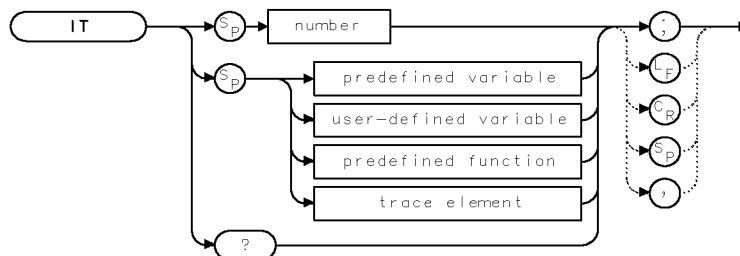 IT
SP number ;
LF
SP predefined variable
user-defined variable
CR
predefined function
SP
trace element
,
?